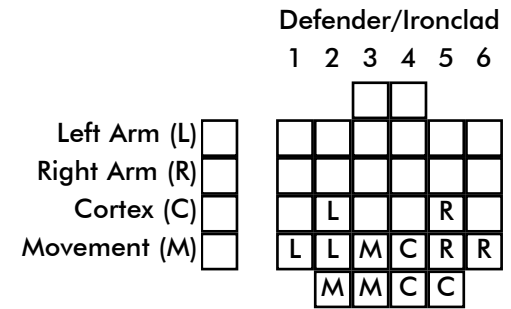 Defender/Ironclad
1 2 3 4 5 6
Left Arm (L)
Right Arm (R)
Cortex (C) L R
Movement (M) L L M C R R
M M C C